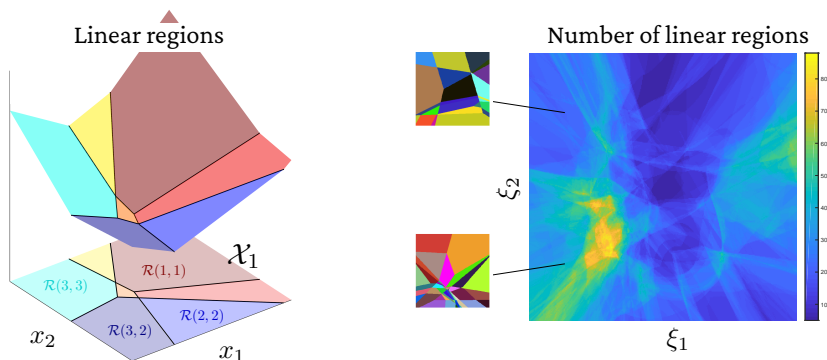 Linear regions
𝒳₁
ℛ(1,1)
ℛ(3,3)
ℛ(3,2)
ℛ(2,2)
x₂
x₁
Number of linear regions
80
70
60
50
40
30
20
10
ξ₂
ξ₁